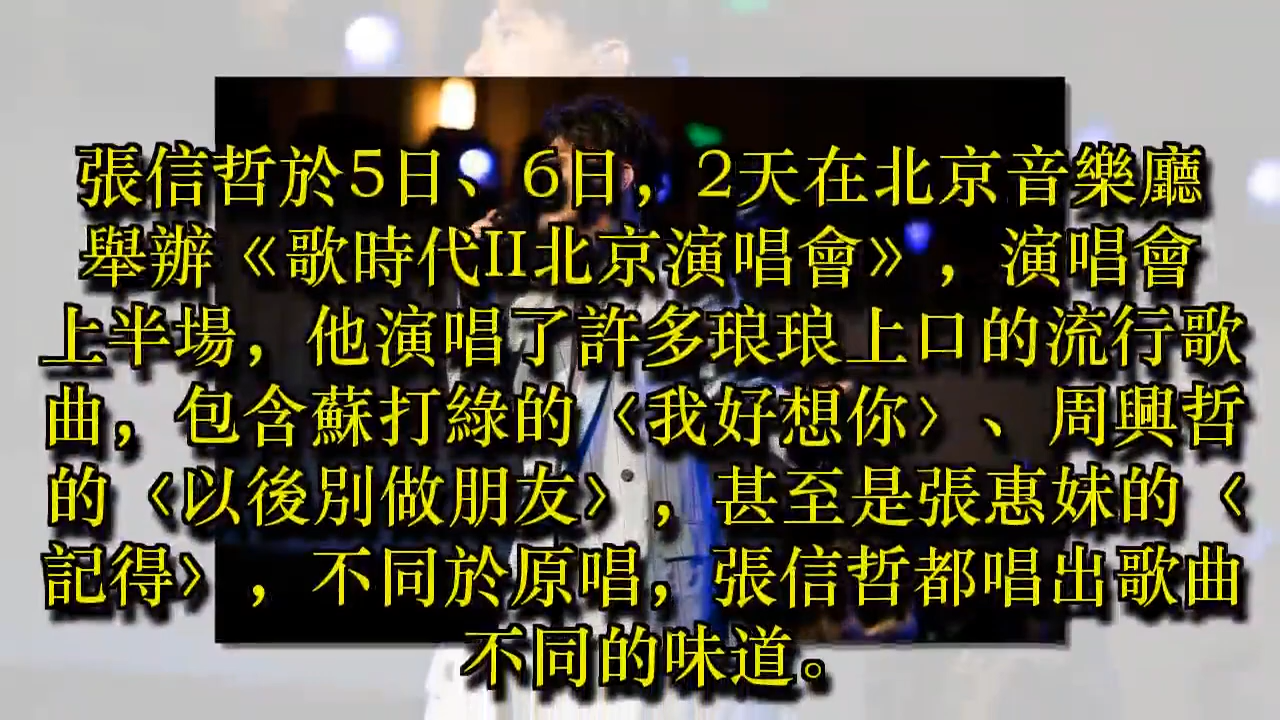 張信哲於5日、6日，2天在北京音樂廳
舉辦《歌時代II北京演唱會》，演唱會
上半場，他演唱了許多琅琅上口的流行歌
曲，包含蘇打綠的〈我好想你〉、周興哲
的〈以後別做朋友〉，甚至是張惠妹的〈
記得〉，不同於原唱，張信哲都唱出歌曲
不同的味道。